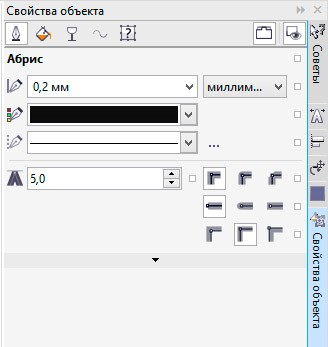 Свойства объекта
Абрис
0,2 мм
миллим...
...
5,0
Советы
Свойства объекта